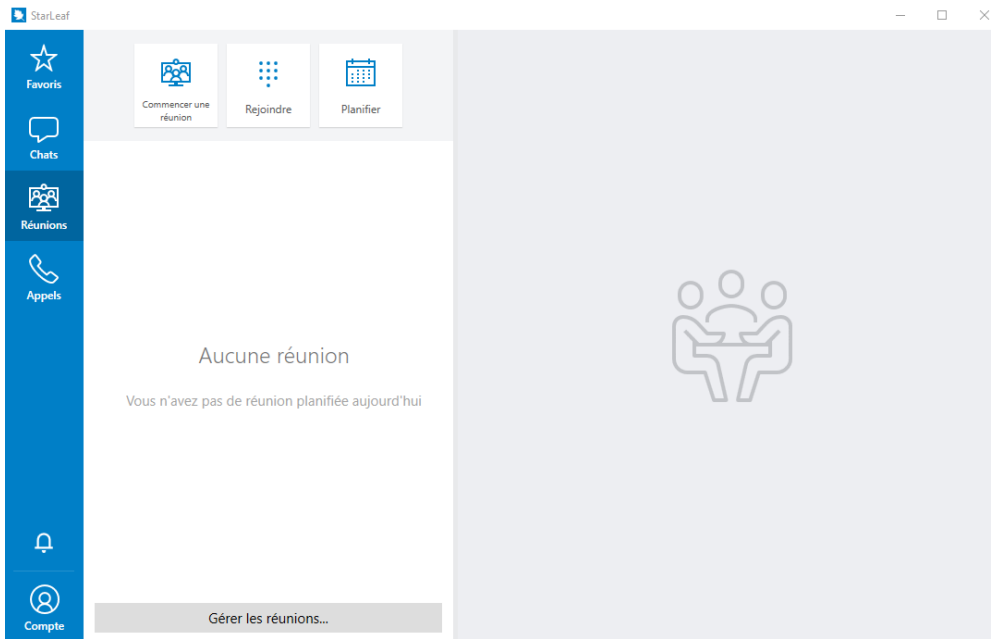 StarLeaf
Favoris
Chats
Réunions
Appels
Compte
Commencer une
réunion
Rejoindre
Planifier
Aucune réunion
Vous n'avez pas de réunion planifiée aujourd'hui
Gérer les réunions...